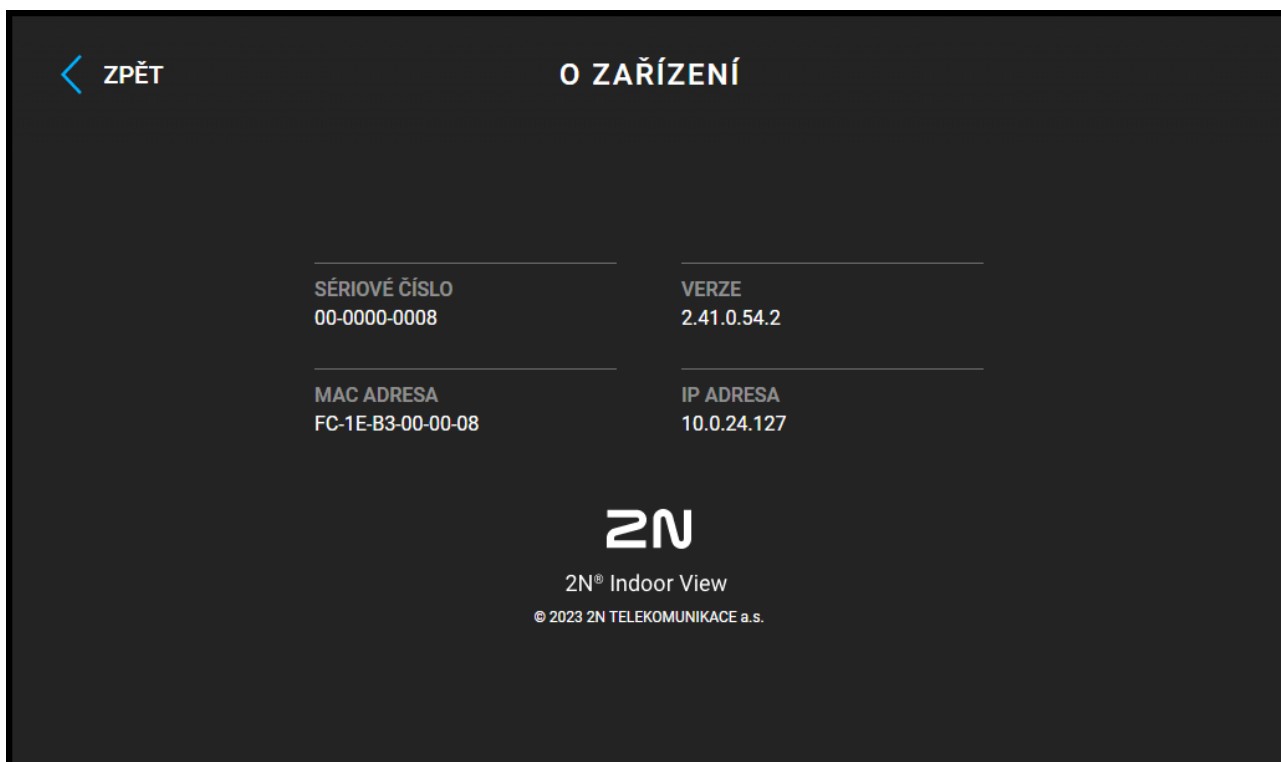 ZPĚT
O ZAŘÍZENÍ
SÉRIOVÉ ČÍSLO
00-0000-0008
VERZE
2.41.0.54.2
MAC ADRESA
FC-1E-B3-00-00-08
IP ADRESA
10.0.24.127
2N
2N® Indoor View
© 2023 2N TELEKOMUNIKACE a.s.